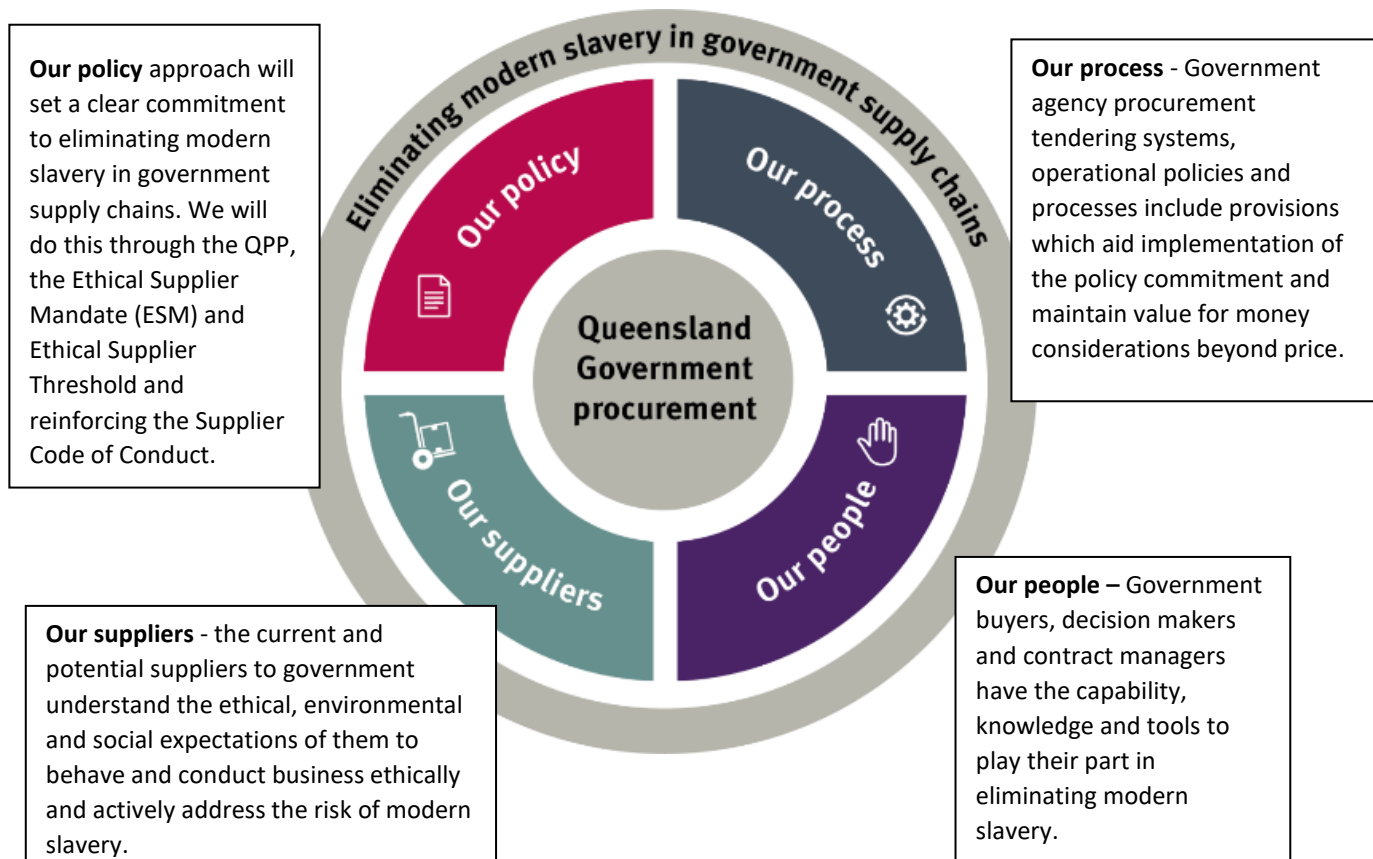 Our policy approach will
set a clear commitment
to eliminating modern
slavery in government
supply chains. We will
do this through the QPP,
the Ethical Supplier
Mandate (ESM) and
Ethical Supplier
Threshold and
reinforcing the Supplier
Code of Conduct.
Eliminating modern slavery in government supply chains
Our policy
Our process
Queensland
Government
procurement
Our suppliers
Our people
Our process - Government
agency procurement
tendering systems,
operational policies and
processes include provisions
which aid implementation of
the policy commitment and
maintain value for money
considerations beyond price.
Our suppliers - the current and
potential suppliers to government
understand the ethical, environmental
and social expectations of them to
behave and conduct business ethically
and actively address the risk of modern
slavery.
Our people – Government
buyers, decision makers
and contract managers
have the capability,
knowledge and tools to
play their part in
eliminating modern
slavery.